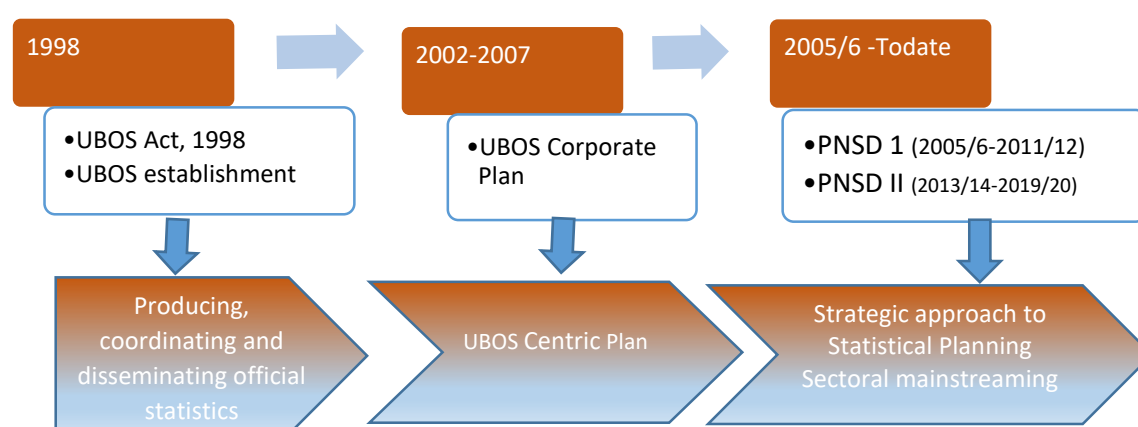 1998
2002-2007
2005/6 -Todate
•UBOS Act, 1998
•UBOS establishment
•UBOS Corporate
Plan
•PNSD 1 (2005/6-2011/12)
•PNSD II (2013/14-2019/20)
Producing,
coordinating and
disseminating official
statistics
UBOS Centric Plan
Strategic approach to
Statistical Planning
Sectoral mainstreaming